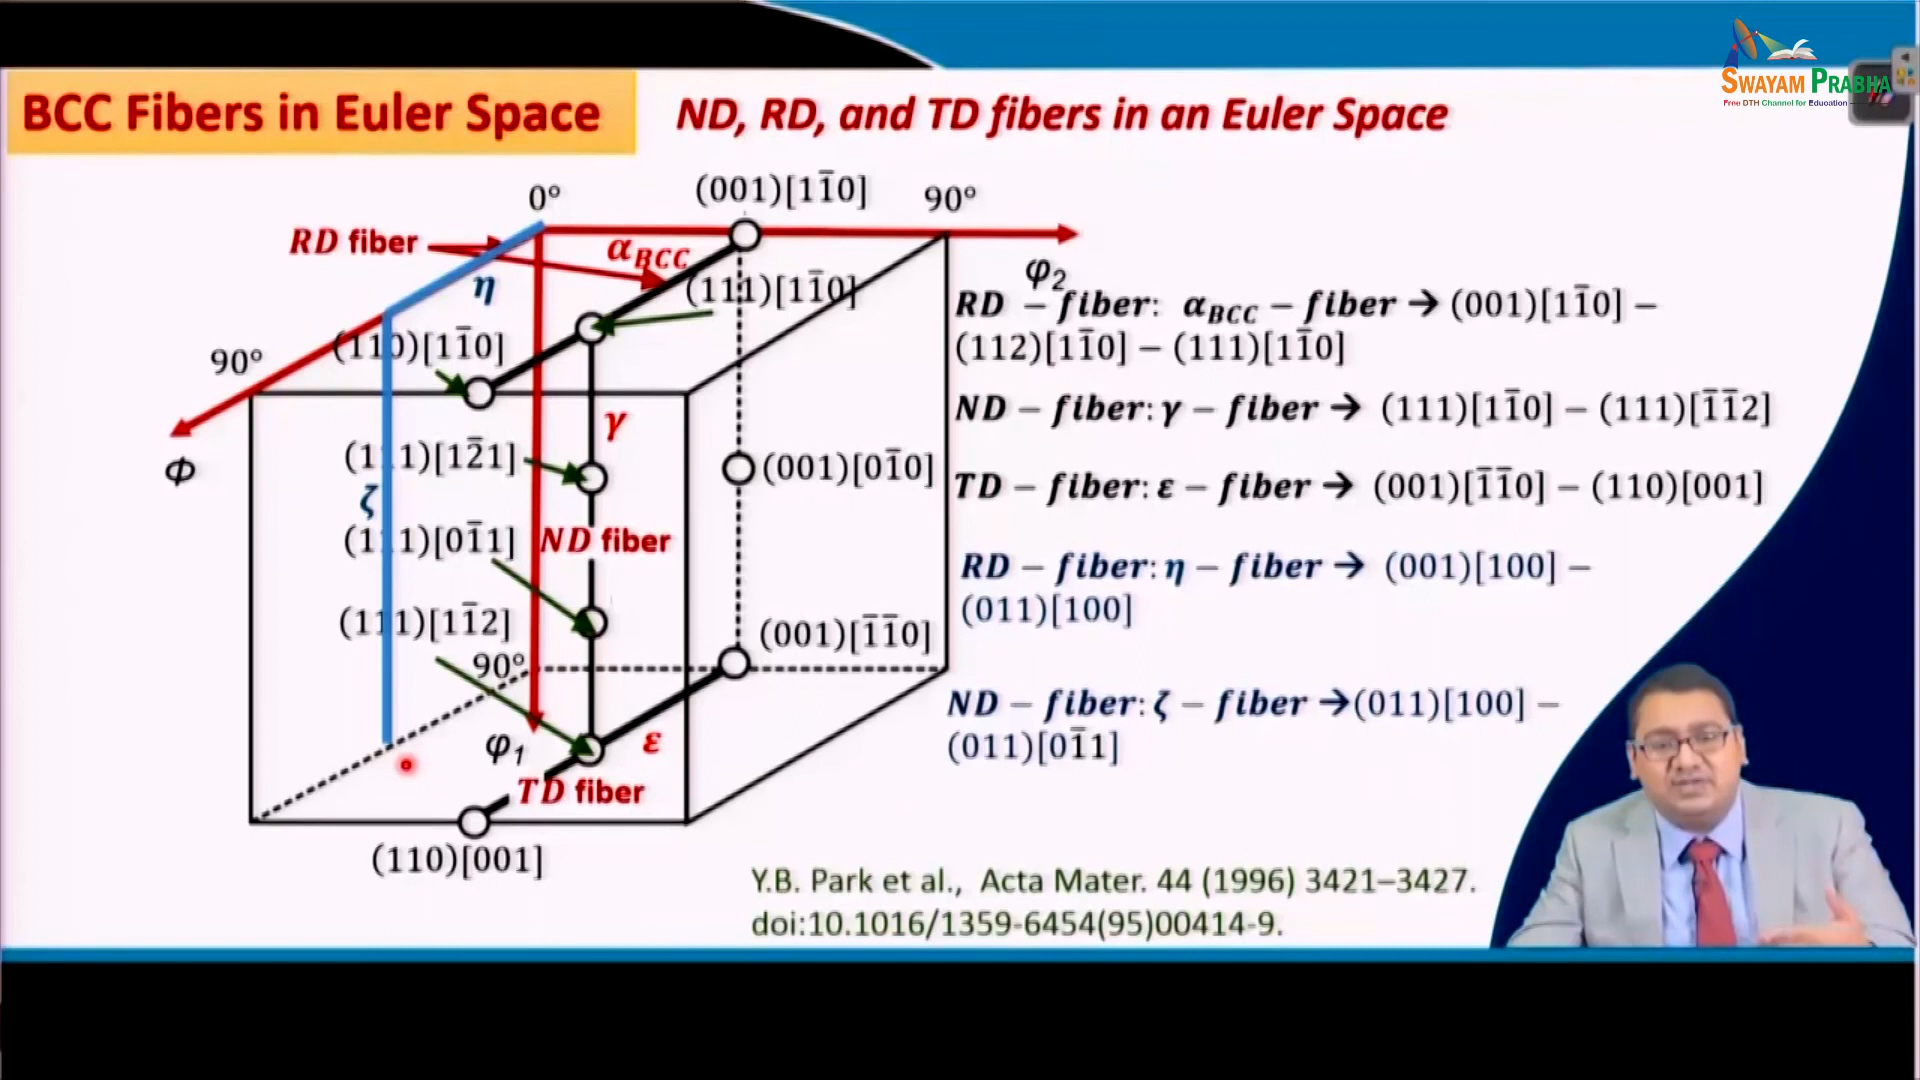 SWAYAM PRABHA
Free DTH Channel for Education
BCC Fibers in Euler Space
ND, RD, and TD fibers in an Euler Space
0°
(001)[11̅0]
90°
RD fiber
α_BCC
φ₂
η
(111)[11̅0]
90°
(110)[11̅0]
Φ
γ
(111)[12̅1]
(001)[01̅0]
ζ
(111)[01̅1]
ND fiber
(111)[11̅2]
(001)[1̅1̅0]
90°
φ₁
ε
TD fiber
(110)[001]
RD – fiber: α_BCC – fiber → (001)[11̅0] –
(112)[11̅0] – (111)[11̅0]
ND – fiber: γ – fiber → (111)[11̅0] – (111)[1̅1̅2]
TD – fiber: ε – fiber → (001)[1̅1̅0] – (110)[001]
RD – fiber: η – fiber → (001)[100] –
(011)[100]
ND – fiber: ζ – fiber →(011)[100] –
(011)[01̅1]
Y.B. Park et al., Acta Mater. 44 (1996) 3421–3427.
doi:10.1016/1359-6454(95)00414-9.